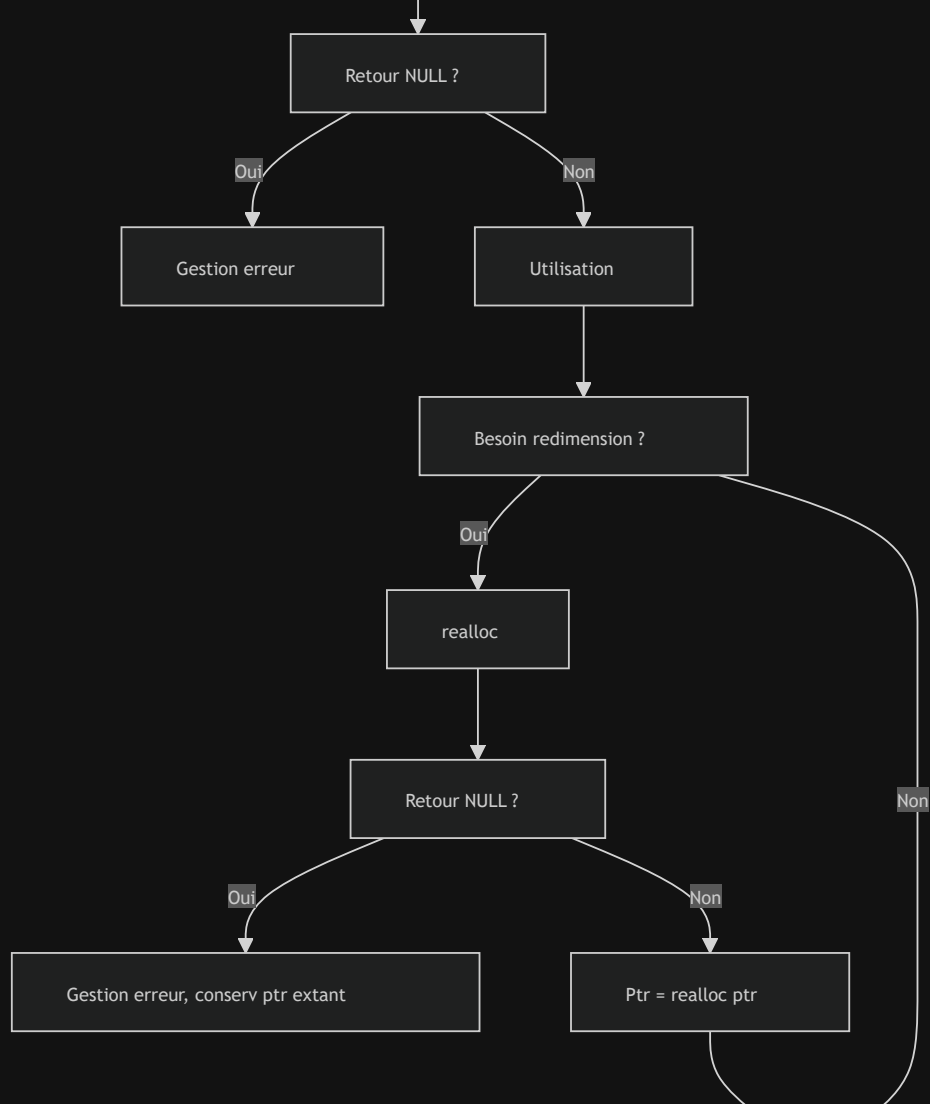 Retour NULL ?
Oui
Non
Gestion erreur
Utilisation
Besoin redimension ?
Oui
realloc
Retour NULL ?
Non
Oui
Non
Gestion erreur, conserv ptr extant
Ptr = realloc ptr